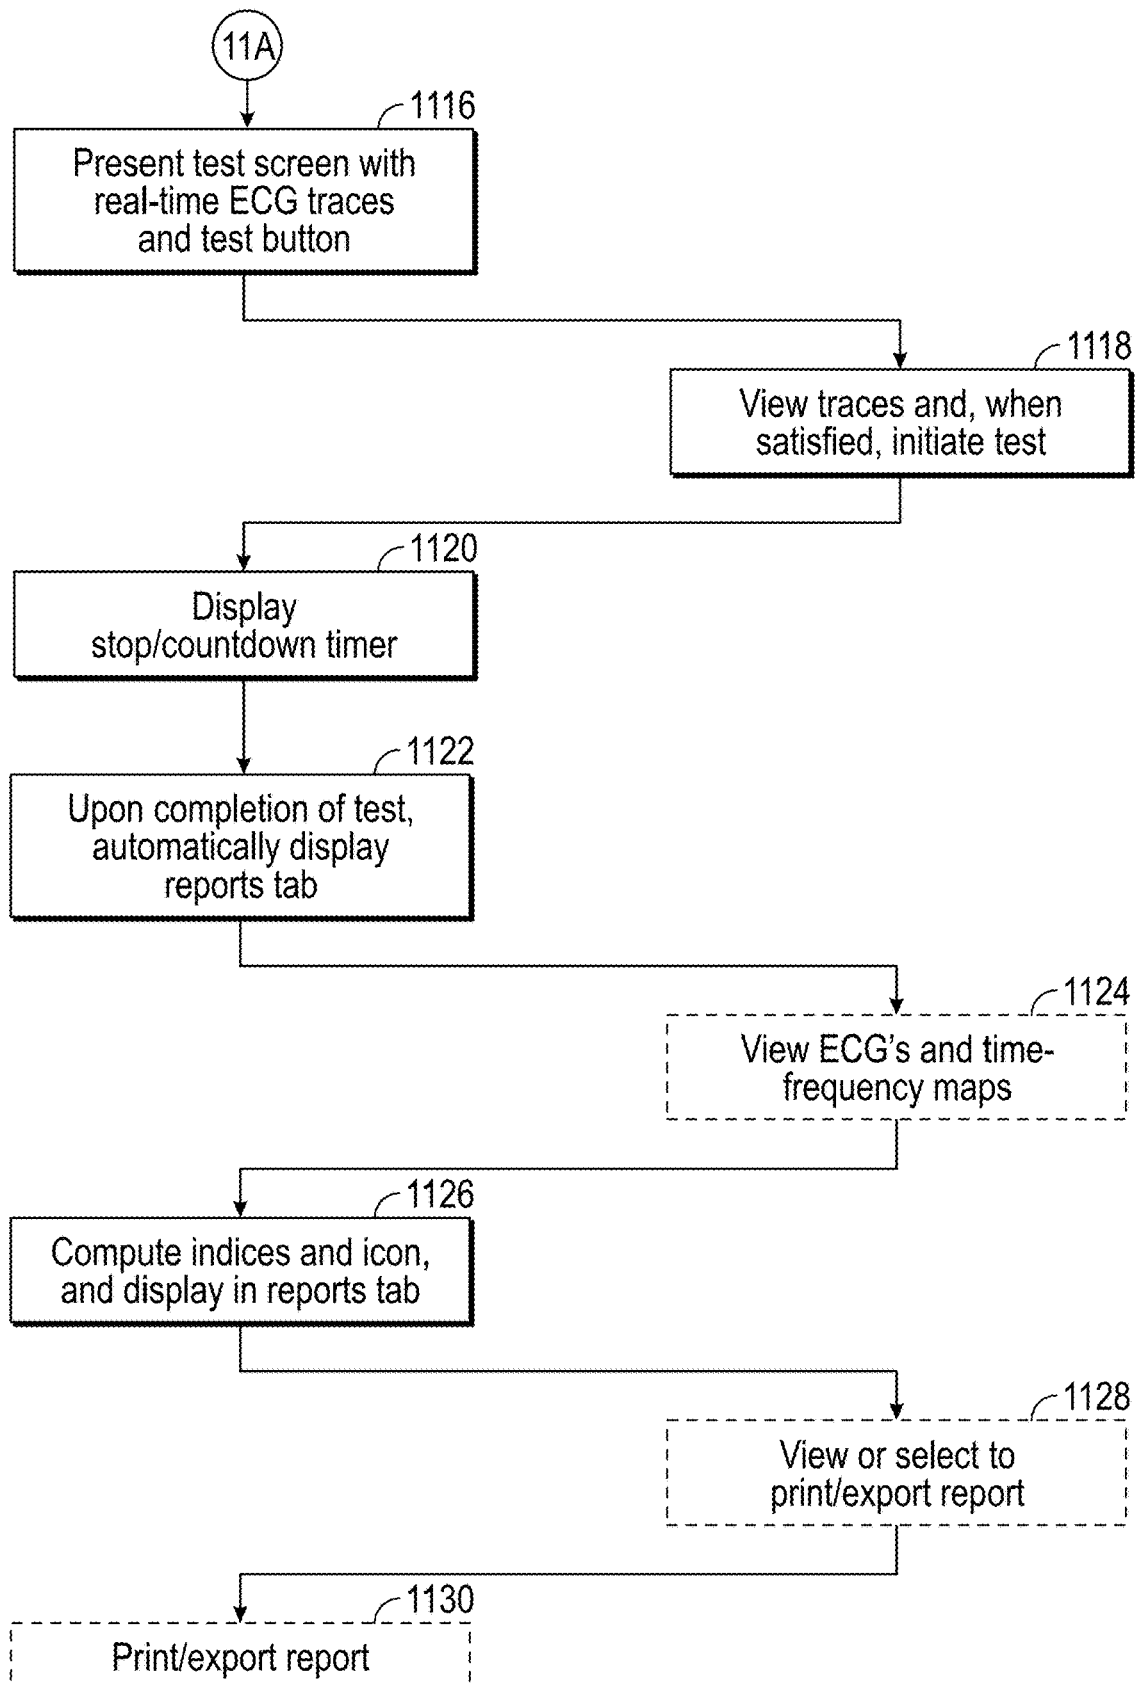 11A
1116
Present test screen with
real-time ECG traces
and test button
1118
View traces and, when
satisfied, initiate test
1120
Display
stop/countdown timer
1122
Upon completion of test,
automatically display
reports tab
1124
View ECG's and time-
frequency maps
1126
Compute indices and icon,
and display in reports tab
1128
View or select to
print/export report
1130
Print/export report